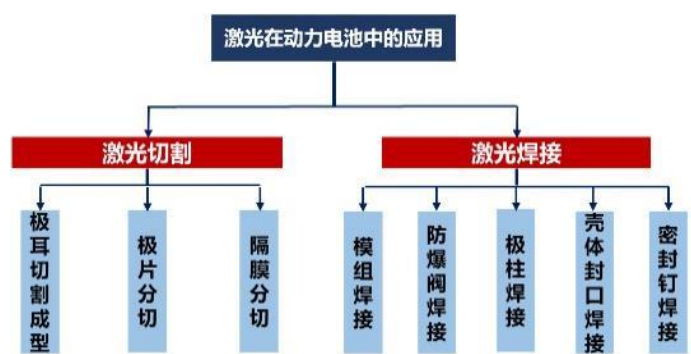 激光在动力电池中的应用
激光切割
激光焊接
极耳切割成型
极片分切
隔膜分切
模组焊接
防爆阀焊接
极柱焊接
壳体封口焊接
密封钉焊接